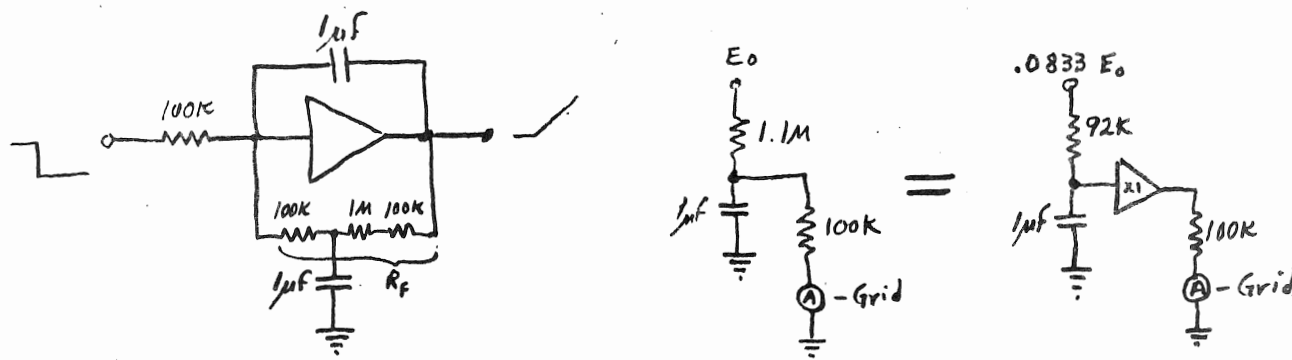 1μf
100K
100K 1M 100K
1μf
RF
E0
1.1M
1μf
100K
A - Grid
=
.0833 E0
92K
X1
1μf
100K
A - Grid